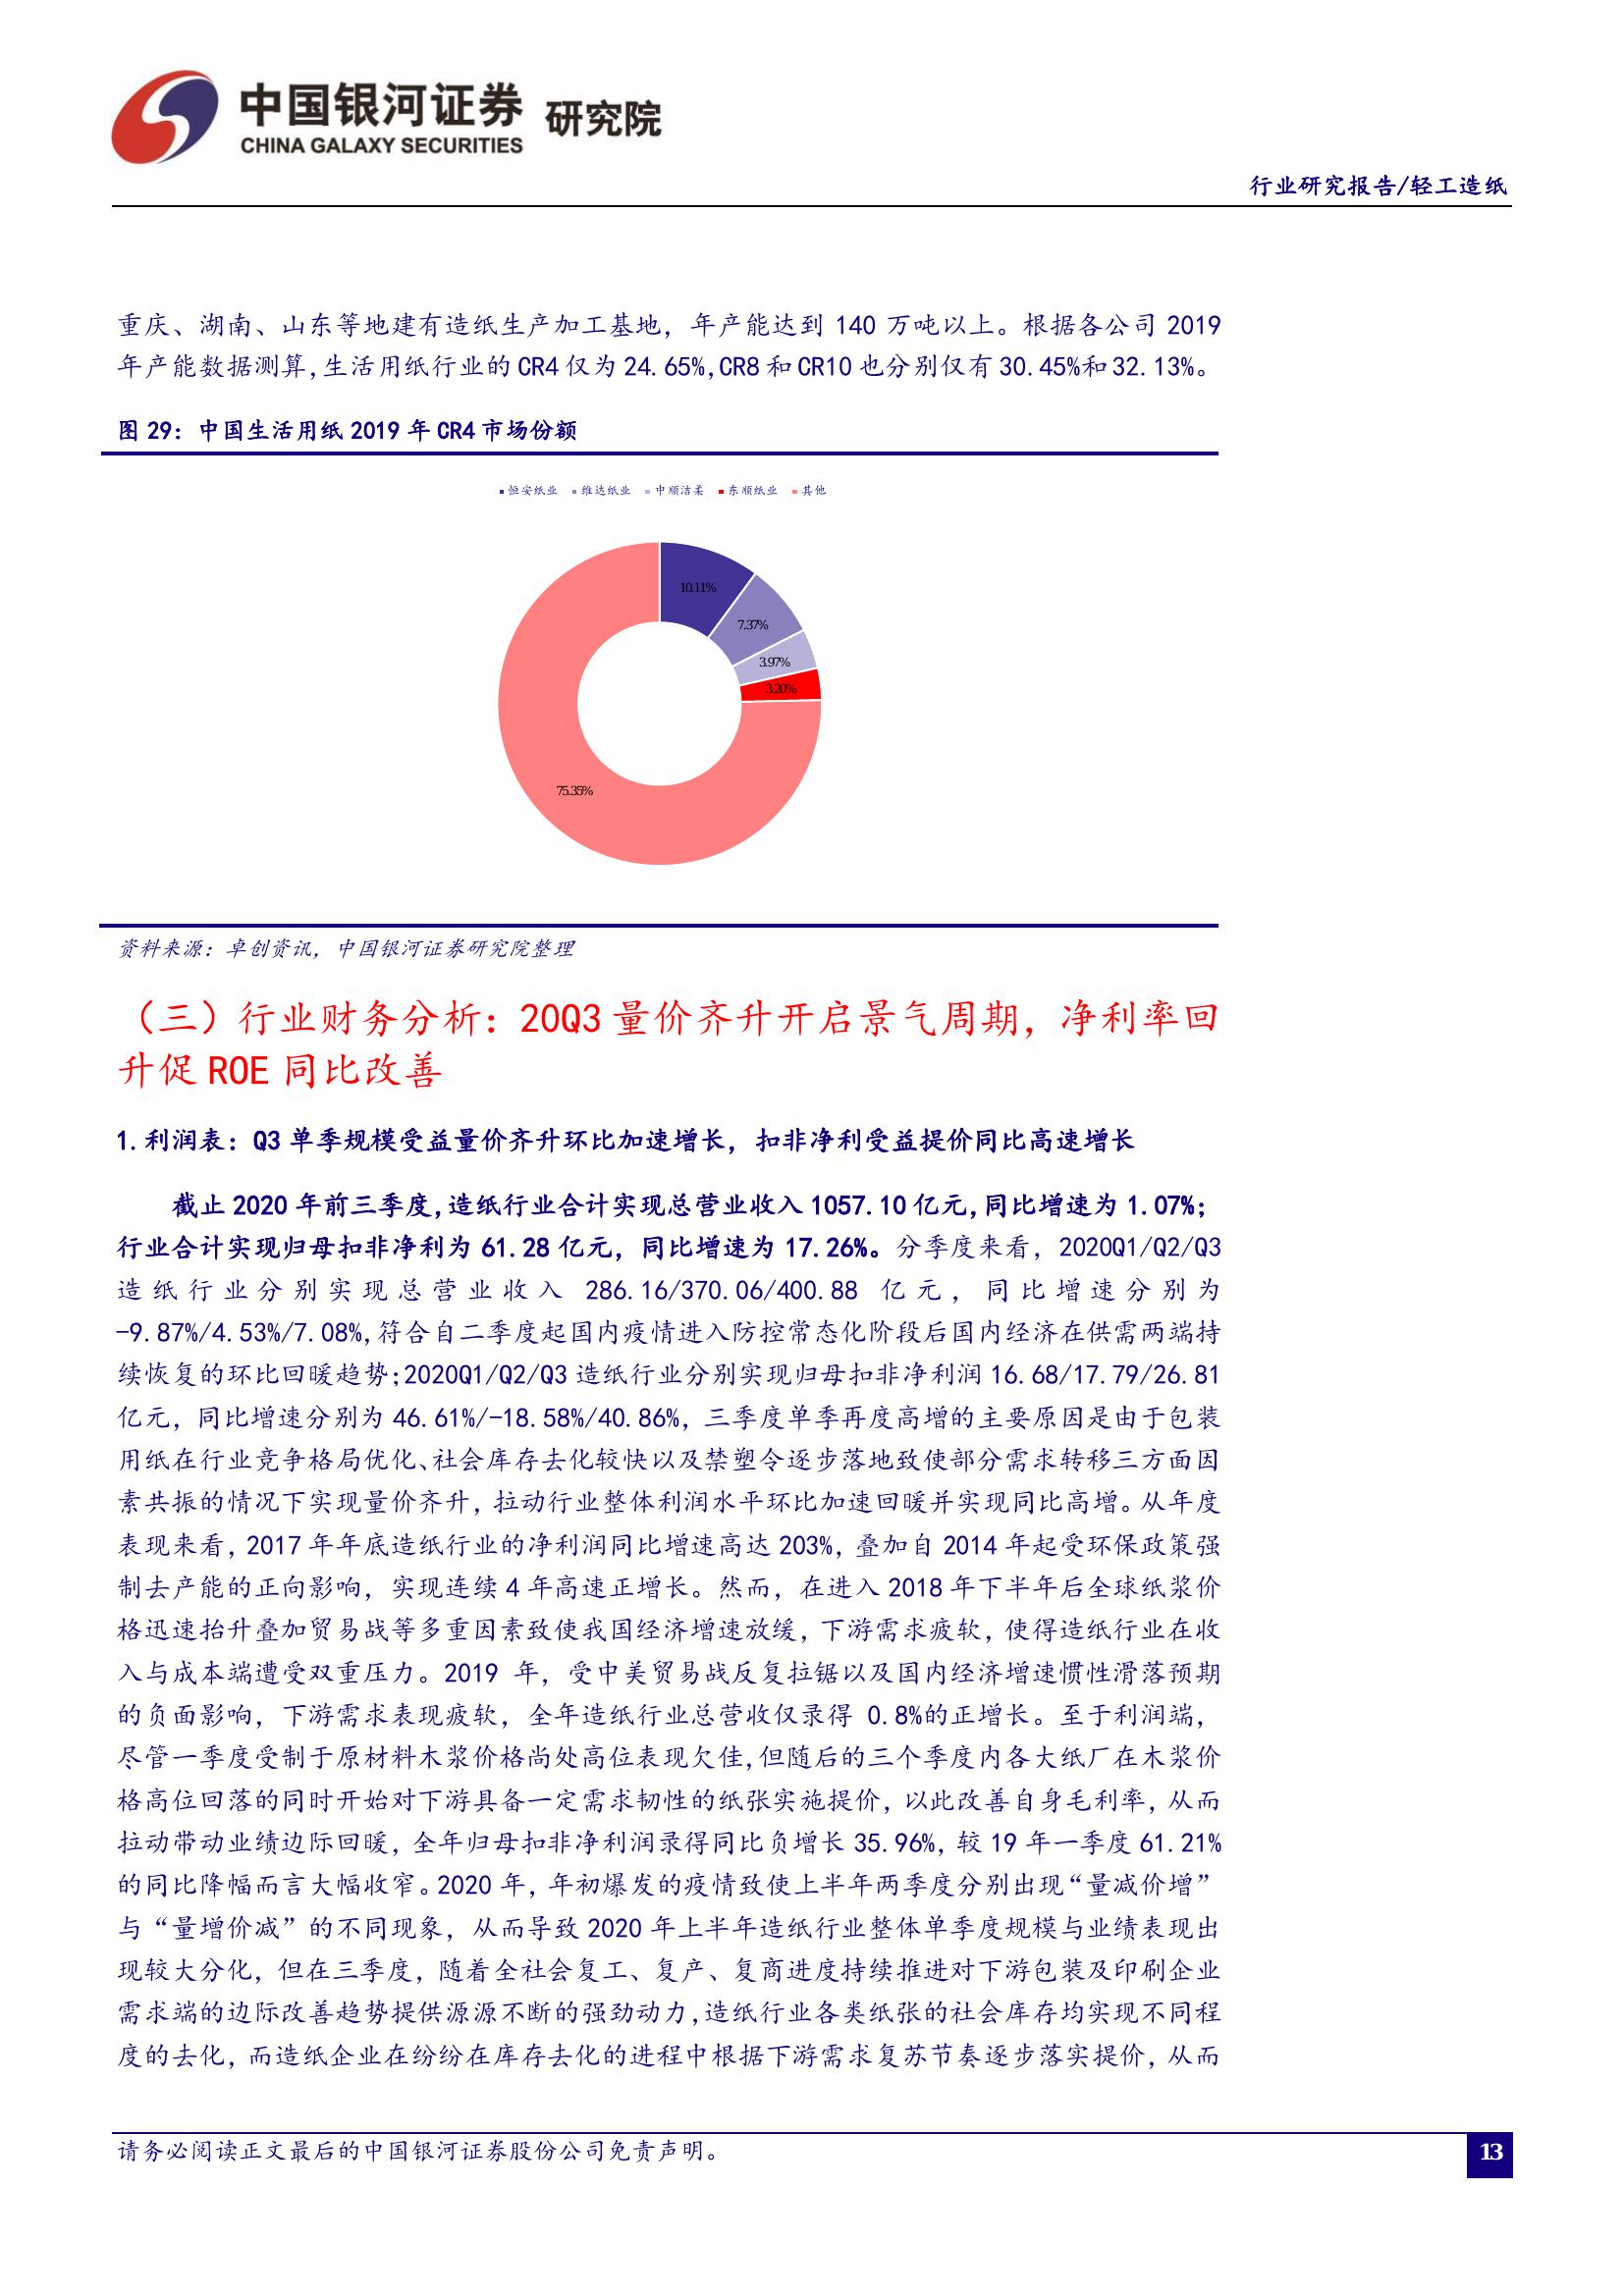 中国银河证券 研究院
CHINA GALAXY SECURITIES
行业研究报告/轻工造纸
重庆、湖南、山东等地建有造纸生产加工基地，年产能达到 140 万吨以上。根据各公司 2019
年产能数据测算,生活用纸行业的 CR4 仅为 24.65%,CR8 和 CR10 也分别仅有 30.45%和 32.13%。
图 29：中国生活用纸 2019 年 CR4 市场份额
恒安纸业 维达纸业 中顺洁柔 东顺纸业 其他
10.11%
7.37%
3.97%
3.20%
75.35%
资料来源：卓创资讯，中国银河证券研究院整理
（三）行业财务分析：20Q3 量价齐升开启景气周期，净利率回
升促 ROE 同比改善
1.利润表：Q3 单季规模受益量价齐升环比加速增长，扣非净利受益提价同比高速增长
截止 2020 年前三季度,造纸行业合计实现总营业收入 1057.10 亿元,同比增速为 1.07%;
行业合计实现归母扣非净利为 61.28 亿元，同比增速为 17.26%。分季度来看，2020Q1/Q2/Q3
造纸行业分别实现总营业收入 286.16/370.06/400.88 亿元，同比增速分别为
-9.87%/4.53%/7.08%,符合自二季度起国内疫情进入防控常态化阶段后国内经济在供需两端持
续恢复的环比回暖趋势;2020Q1/Q2/Q3 造纸行业分别实现归母扣非净利润 16.68/17.79/26.81
亿元，同比增速分别为 46.61%/-18.58%/40.86%，三季度单季再度高增的主要原因是由于包装
用纸在行业竞争格局优化、社会库存去化较快以及禁塑令逐步落地致使部分需求转移三方面因
素共振的情况下实现量价齐升，拉动行业整体利润水平环比加速回暖并实现同比高增。从年度
表现来看，2017 年年底造纸行业的净利润同比增速高达 203%，叠加自 2014 年起受环保政策强
制去产能的正向影响，实现连续 4 年高速正增长。然而，在进入 2018 年下半年后全球纸浆价
格迅速抬升叠加贸易战等多重因素致使我国经济增速放缓，下游需求疲软，使得造纸行业在收
入与成本端遭受双重压力。2019 年，受中美贸易战反复拉锯以及国内经济增速惯性滑落预期
的负面影响，下游需求表现疲软，全年造纸行业总营收仅录得 0.8%的正增长。至于利润端，
尽管一季度受制于原材料木浆价格尚处高位表现欠佳,但随后的三个季度内各大纸厂在木浆价
格高位回落的同时开始对下游具备一定需求韧性的纸张实施提价，以此改善自身毛利率，从而
拉动带动业绩边际回暖，全年归母扣非净利润录得同比负增长 35.96%，较 19 年一季度 61.21%
的同比降幅而言大幅收窄。2020 年，年初爆发的疫情致使上半年两季度分别出现“量减价增”
与“量增价减”的不同现象，从而导致 2020 年上半年造纸行业整体单季度规模与业绩表现出
现较大分化，但在三季度，随着全社会复工、复产、复商进度持续推进对下游包装及印刷企业
需求端的边际改善趋势提供源源不断的强劲动力,造纸行业各类纸张的社会库存均实现不同程
度的去化，而造纸企业在纷纷在库存去化的进程中根据下游需求复苏节奏逐步落实提价，从而
请务必阅读正文最后的中国银河证券股份公司免责声明。
13